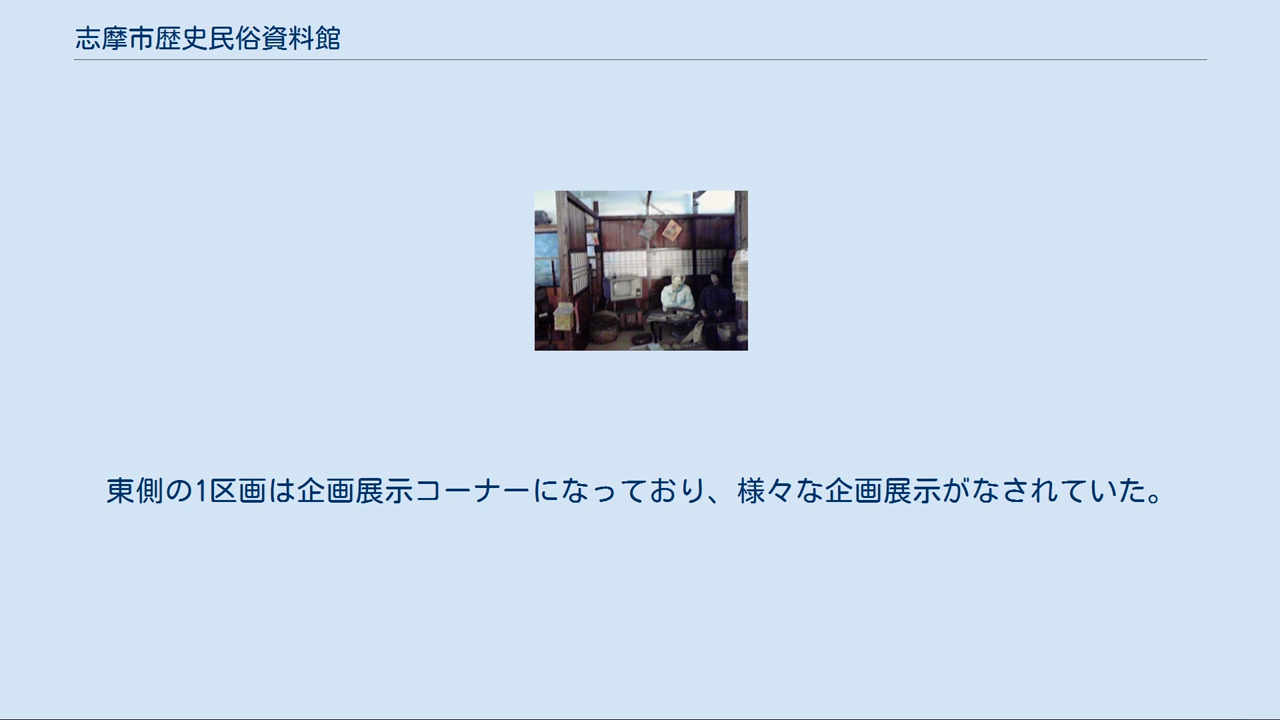 志摩市歴史民俗資料館
東側の1区画は企画展示コーナーになっており、様々な企画展示がなされていた。